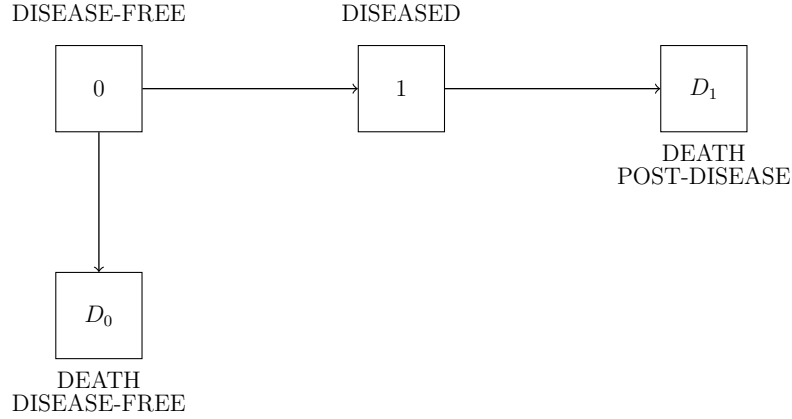 DISEASE-FREE
DISEASED
0
1
D₁
DEATH
POST-DISEASE
D₀
DEATH
DISEASE-FREE